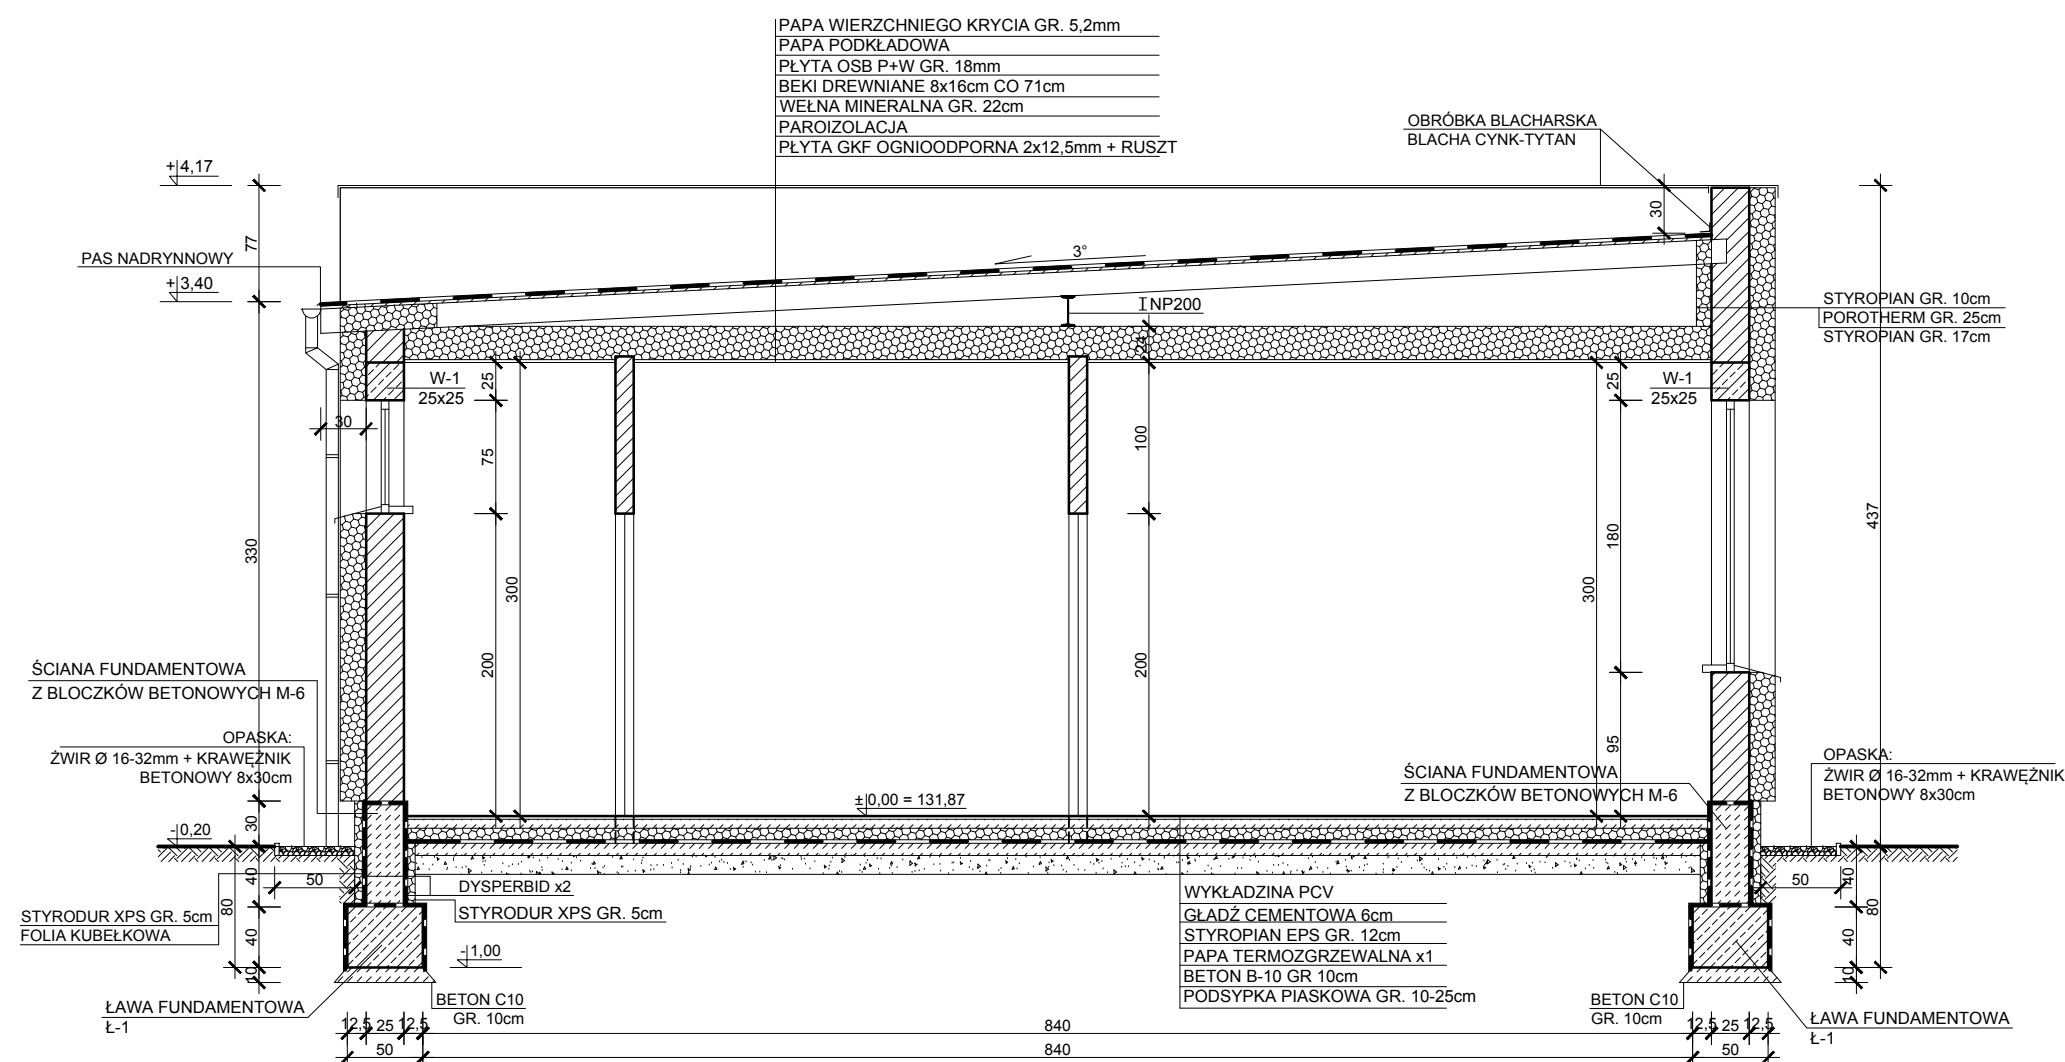 PAPA WIERZCHNIEGO KRYCIA GR. 5,2mm
PAPA PODKŁADOWA
PŁYTA OSB P+W GR. 18mm
BEKI DREWNIANE 8x16cm CO 71cm
WEŁNA MINERALNA GR. 22cm
PAROIZOLACJA
PŁYTA GKF OGNIOODPORNA 2x12,5mm + RUSZT
OBRÓBKA BLACHARSKA
BLACHA CYNK-TYTAN
+4,17
77
30
PAS NADRYNNOWY
3°
+3,40
INP200
STYROPIAN GR. 10cm
POROTHERM GR. 25cm
STYROPIAN GR. 17cm
24
W-1
25x25
25
25
W-1
25x25
30
75
100
180
437
330
300
200
200
300
95
ŚCIANA FUNDAMENTOWA
Z BLOCZKÓW BETONOWYCH M-6
OPASKA:
ŻWIR Ø 16-32mm + KRAWĘŻNIK
BETONOWY 8x30cm
±0,00 = 131,87
ŚCIANA FUNDAMENTOWA
Z BLOCZKÓW BETONOWYCH M-6
OPASKA:
ŻWIR Ø 16-32mm + KRAWĘŻNIK
BETONOWY 8x30cm
-0,20
30
40
50
80
40
10
DYSPERBID x2
STYRODUR XPS GR. 5cm
STYRODUR XPS GR. 5cm
FOLIA KUBEŁKOWA
-1,00
WYKŁADZINA PCV
GŁADŹ CEMENTOWA 6cm
STYROPIAN EPS GR. 12cm
PAPA TERMOZGRZEWALNA x1
BETON B-10 GR 10cm
PODSYPKA PIASKOWA GR. 10-25cm
50
40
80
40
10
ŁAWA FUNDAMENTOWA
Ł-1
BETON C10
GR. 10cm
BETON C10
GR. 10cm
ŁAWA FUNDAMENTOWA
Ł-1
12,5 25 12,5 840 12,5 25 12,5
50 840 50